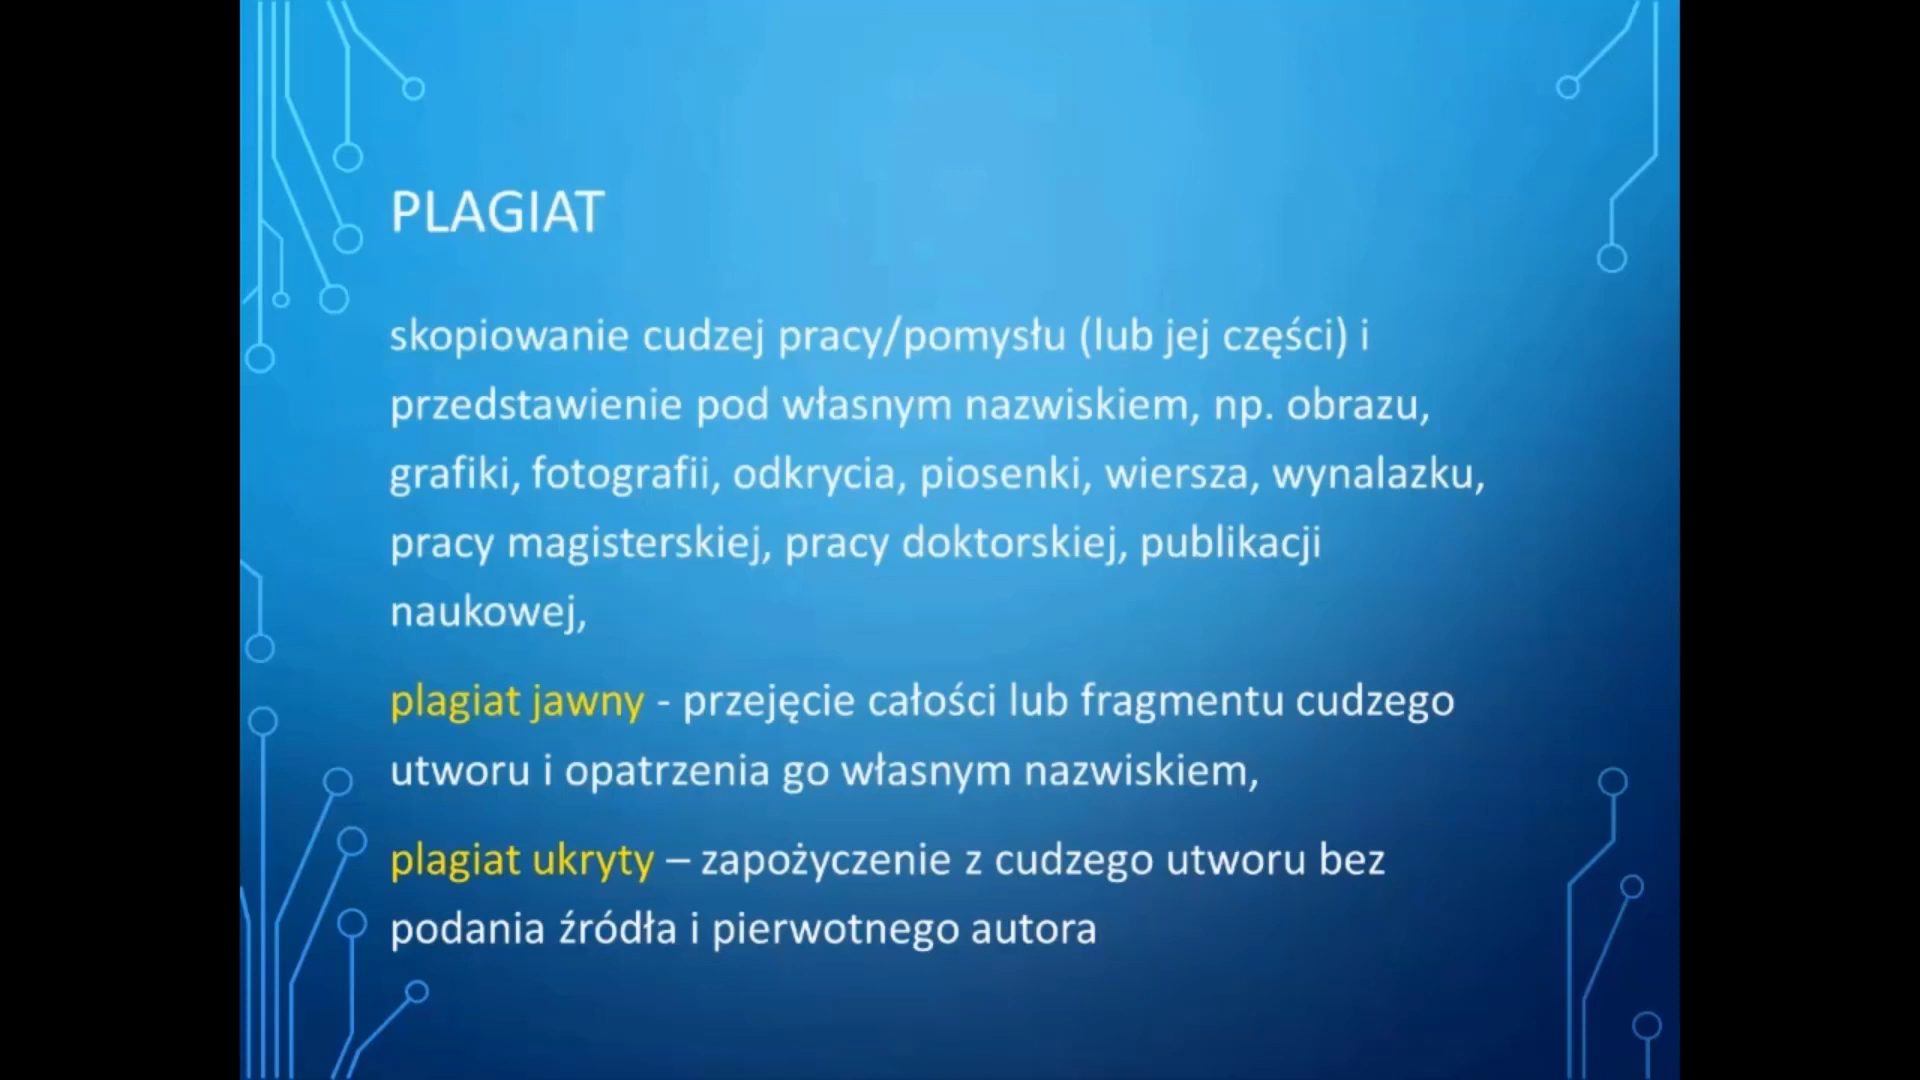 PLAGIAT
skopiowanie cudzej pracy/pomysłu (lub jej części) i
przedstawienie pod własnym nazwiskiem, np. obrazu,
grafiki, fotografii, odkrycia, piosenki, wiersza, wynalazku,
pracy magisterskiej, pracy doktorskiej, publikacji
naukowej,
plagiat jawny - przejęcie całości lub fragmentu cudzego
utworu i opatrzenia go własnym nazwiskiem,
plagiat ukryty – zapożyczenie z cudzego utworu bez
podania źródła i pierwotnego autora